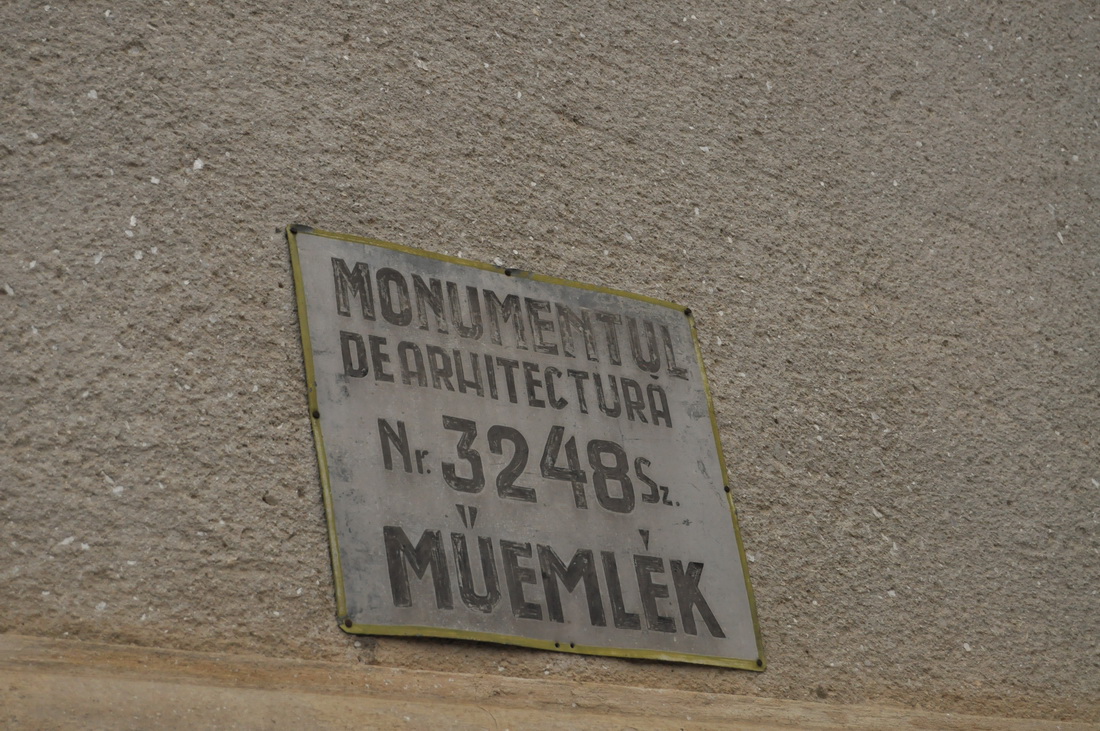 MONUMENTUL
DE ARHITECTURĂ
Nr. 3248 Sz.
MŰEMLÉK